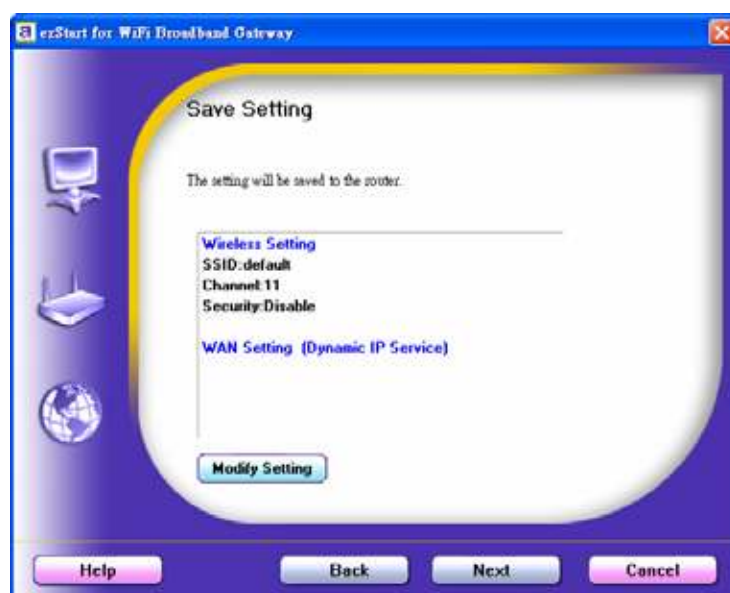 a ezStart for WiFi Broadband Gateway
Save Setting
The setting will be saved to the router.
Wireless Setting
SSID:default
Channel:11
Security:Disable
WAN Setting (Dynamic IP Service)
Modify Setting
Help Back Next Cancel